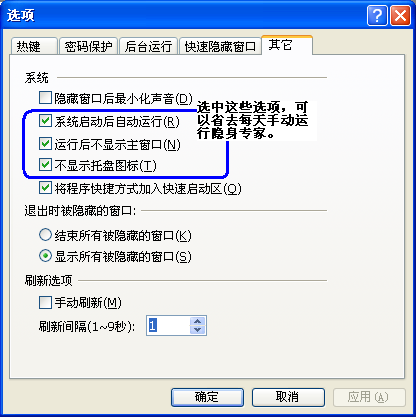 选项
热键 密码保护 后台运行 快速隐藏窗口 其它
系统
隐藏窗口后最小化声音(D)
系统启动后自动运行(R)
运行后不显示主窗口(N)
不显示托盘图标(T)
选中这些选项，可
以省去每天手动运
行隐身专家。
将程序快捷方式加入快速启动区(Q)
退出时被隐藏的窗口:
结束所有被隐藏的窗口(K)
显示所有被隐藏的窗口(S)
刷新选项
手动刷新(M)
刷新间隔(1~9秒): 1
确定 取消 应用(A)